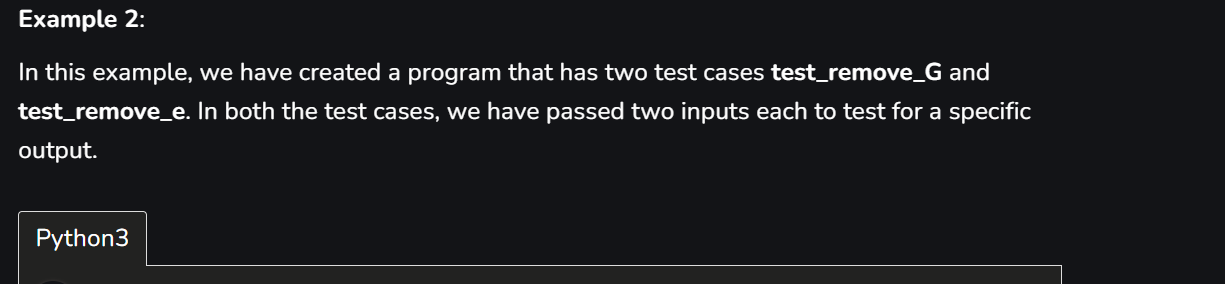 Example 2:
In this example, we have created a program that has two test cases test_remove_G and
test_remove_e. In both the test cases, we have passed two inputs each to test for a specific
output.
Python3